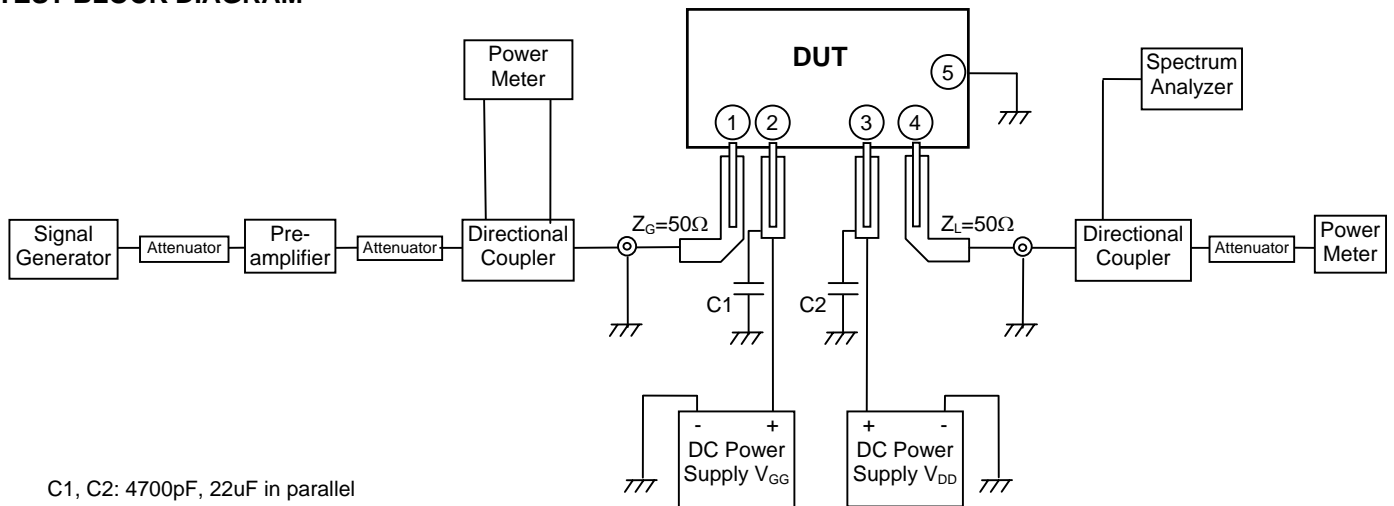 TEST BLOCK DIAGRAM
Power
Meter
DUT
5
Spectrum
Analyzer
1
2
3
4
Signal
Generator
Attenuator
Pre-
amplifier
Attenuator
Directional
Coupler
ZG=50Ω
ZL=50Ω
Directional
Coupler
Attenuator
Power
Meter
C1
C2
- +
DC Power
Supply VGG
+ -
DC Power
Supply VDD
C1, C2: 4700pF, 22uF in parallel